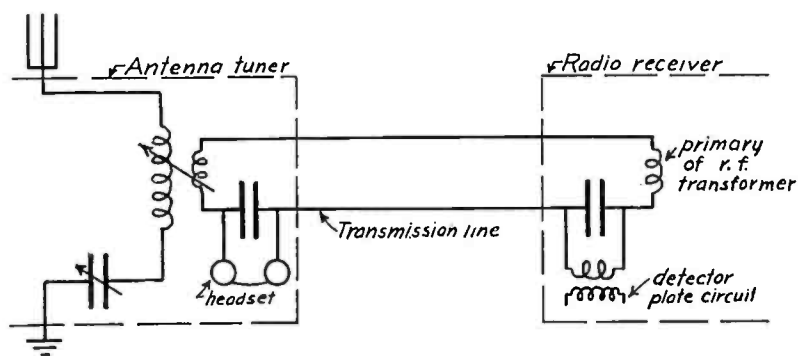 Antenna tuner
Radio receiver
primary
of r.f.
transformer
Transmission line
headset
detector
plate circuit